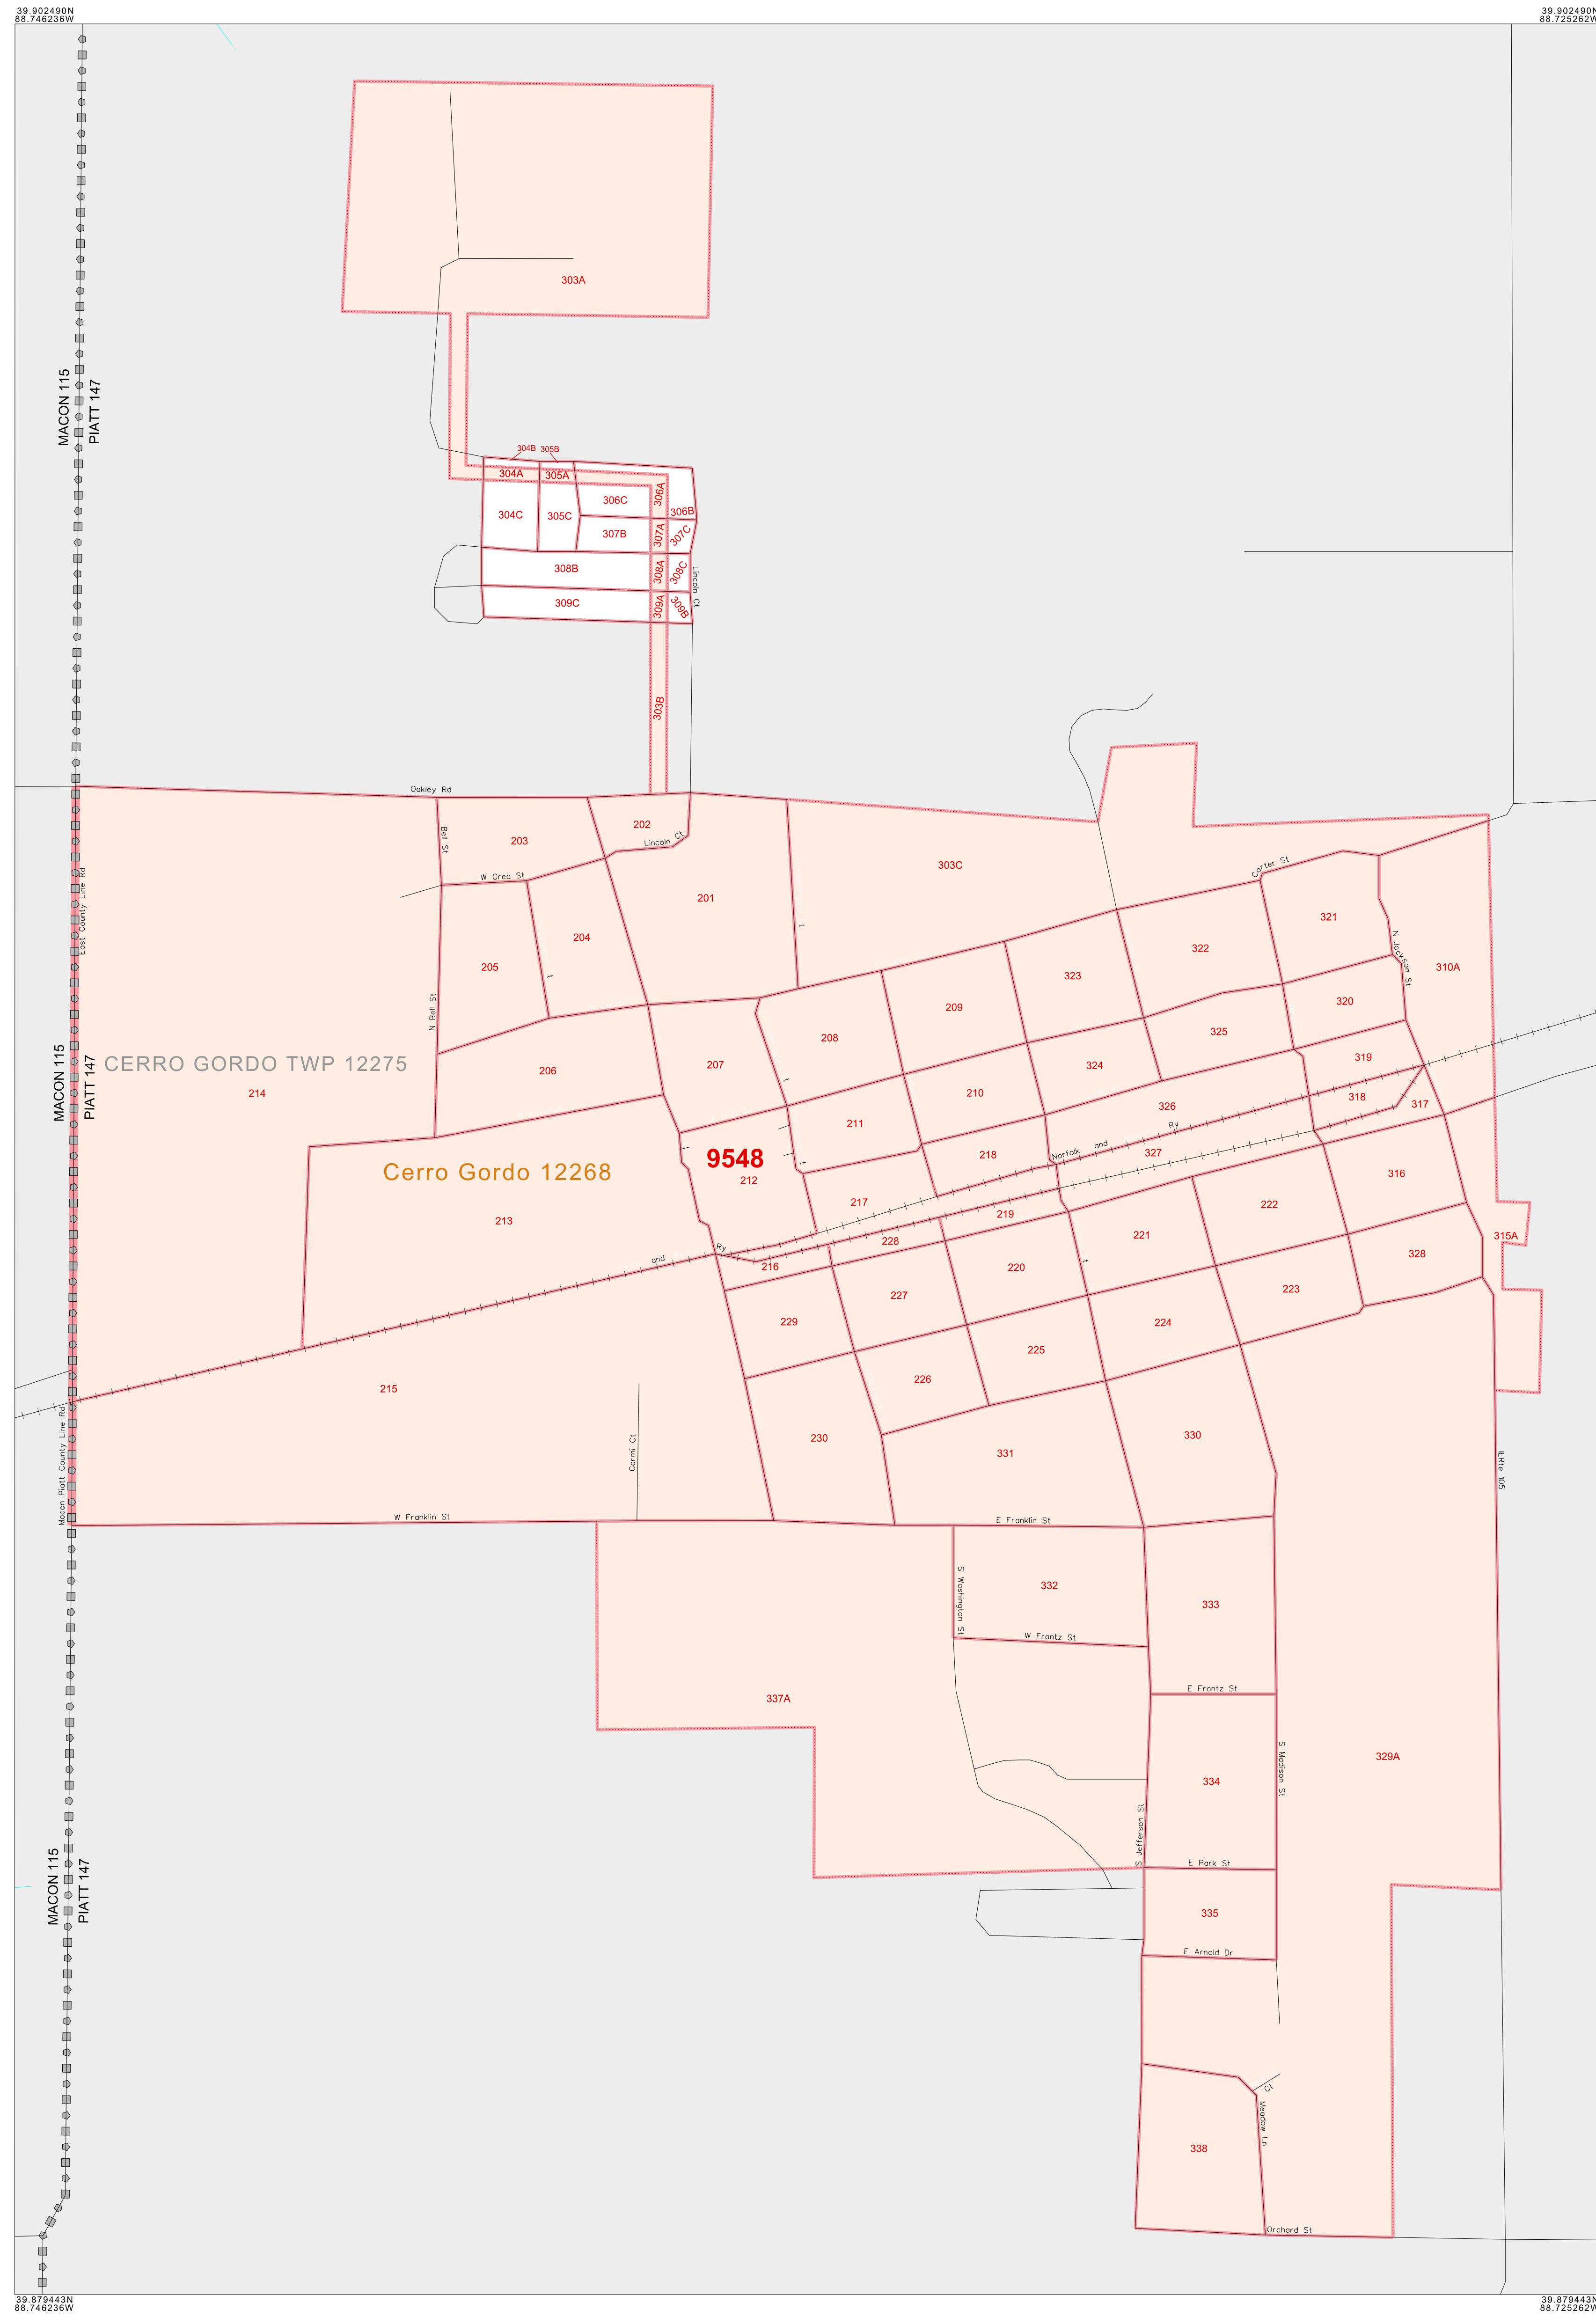 39.902490N
88.746236W
39.902490N
88.725262W
303A
MACON 115
PIATT 147
304B
305B
304A
305A
306A
304C
305C
306C
306B
307B
307A
307C
308B
308A
308C
309C
309A
309B
Lincoln Ct
303B
Oakley Rd
Bell St
203
202
Lincoln Ct
East County Line Rd
W Crea St
201
303C
Carter St
321
322
204
205
N Jackson St
310A
323
320
N Bell St
209
208
325
CERRO GORDO TWP 12275
207
206
324
319
MACON 115
PIATT 147
214
210
318
317
326
211
Norfolk and Ry
327
218
9548
Cerro Gordo 12268
212
316
217
222
219
213
221
315A
228
and Ry
328
216
220
223
227
229
224
225
226
215
Macon Piatt County Line Rd
230
330
331
Carmi Ct
ILRte 105
W Franklin St
E Franklin St
332
S Washington St
333
W Frantz St
E Frantz St
337A
329A
S Madison St
334
S Jefferson St
E Park St
MACON 115
PIATT 147
335
E Arnold Dr
Ct
Meadow Ln
338
Orchard St
39.879443N
88.746236W
39.879443N
88.725262W